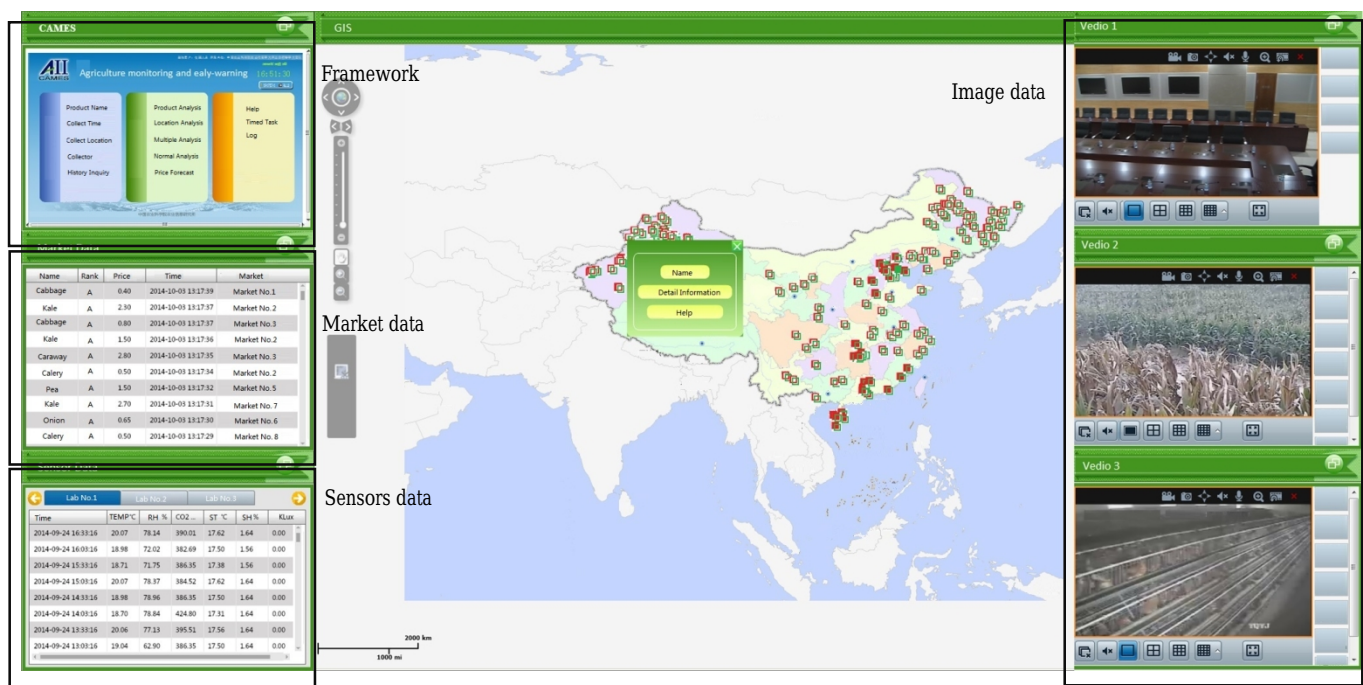 CAMES
AII
CAMES
Agriculture monitoring and ealy-warning 16:51:30
Product Name
Collect Time
Collect Location
Collector
History Inquiry
Product Analysis
Location Analysis
Multiple Analysis
Normal Analysis
Price Forecast
Help
Timed Task
Log
Market Data
Name Rank Price Time Market
Cabbage A 0.40 2014-10-03 13:17:39 Market No.1
Kale A 2.30 2014-10-03 13:17:37 Market No.2
Cabbage A 0.80 2014-10-03 13:17:37 Market No.3
Kale A 1.50 2014-10-03 13:17:36 Market No.2
Caraway A 2.80 2014-10-03 13:17:35 Market No.3
Calery A 0.50 2014-10-03 13:17:34 Market No.2
Pea A 1.50 2014-10-03 13:17:32 Market No.5
Kale A 2.70 2014-10-03 13:17:31 Market No.7
Onion A 0.65 2014-10-03 13:17:30 Market No.6
Calery A 0.50 2014-10-03 13:17:29 Market No.8
Sensor Data
Lab No.1 Lab No.2 Lab No.3
Time TEMP℃ RH % CO2 ... ST ℃ SH% KLux
2014-09-24 16:33:16 20.07 78.14 390.01 17.62 1.64 0.00
2014-09-24 16:03:16 18.98 72.02 382.69 17.50 1.56 0.00
2014-09-24 15:33:16 18.71 71.75 386.35 17.38 1.56 0.00
2014-09-24 15:03:16 20.07 78.37 384.52 17.62 1.64 0.00
2014-09-24 14:33:16 18.98 78.96 386.35 17.50 1.64 0.00
2014-09-24 14:03:16 18.70 78.84 424.80 17.31 1.64 0.00
2014-09-24 13:33:16 20.06 77.13 395.51 17.56 1.64 0.00
2014-09-24 13:03:16 19.04 62.90 386.35 17.50 1.64 0.00
GIS
Framework
Market data
Sensors data
Image data
Name
Detail Information
Help
2000 km
1000 mi
Vedio 1
Vedio 2
Vedio 3